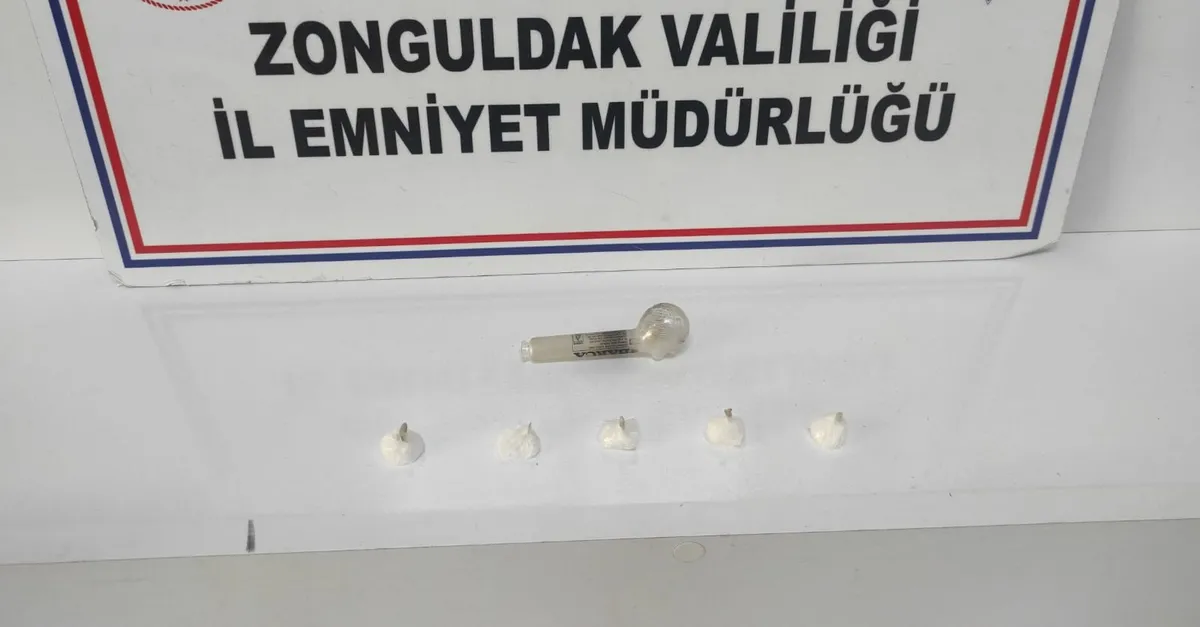 ZONGULDAK VALİLİĞİ
İL EMNİYET MÜDÜRLÜĞÜ